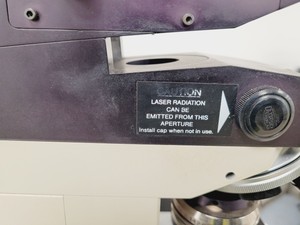 CAUTION
LASER RADIATION
CAN BE
EMITTED FROM THIS
APERTURE
Install cap when not in use.